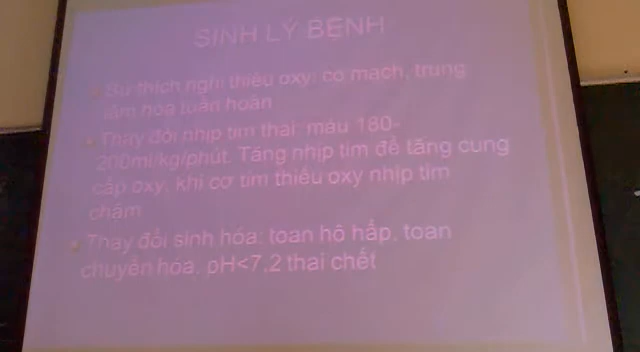 SINH LÝ BỆNH
Sự thích nghi thiếu oxy: co mạch, trung
tâm hóa tuần hoàn
Thay đổi nhịp tim thai: máu 180-
200ml/kg/phút. Tăng nhịp tim để tăng cung
cấp oxy, khi cơ tim thiếu oxy nhịp tim
chậm
Thay đổi sinh hóa: toan hô hấp, toan
chuyển hóa, pH<7,2 thai chết